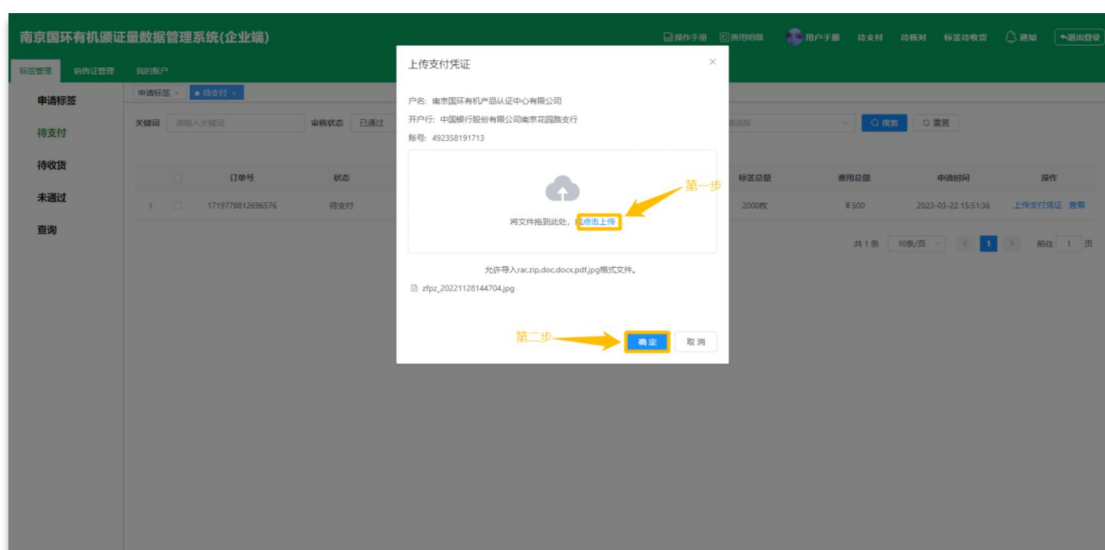 南京国环有机颁证量数据管理系统(企业端)
操作手册 费用明细 用户手册 待支付 待核对 标签待收货 通知 退出登录
标签管理 销售证管理 我的账户
申请标签 待支付
申请标签
待支付
待收货
未通过
查询
关键词 请输入关键词 审核状态 已通过 搜索 重置
订单号 状态 标签总量 费用总额 申请时间 操作
1719778812696576 待支付 2000枚 ¥500 2023-03-22 15:51:36 上传支付凭证 查看
共 1 条 10条/页 1 前往 1 页
上传支付凭证
户名: 南京国环有机产品认证中心有限公司
开户行: 中国银行股份有限公司南京花园路支行
账号: 492358191713
第一步
将文件拖到此处, 或点击上传
允许导入rar,zip,doc,docx,pdf,jpg格式文件。
zfpz_20221128144704.jpg
第二步
确定 取消